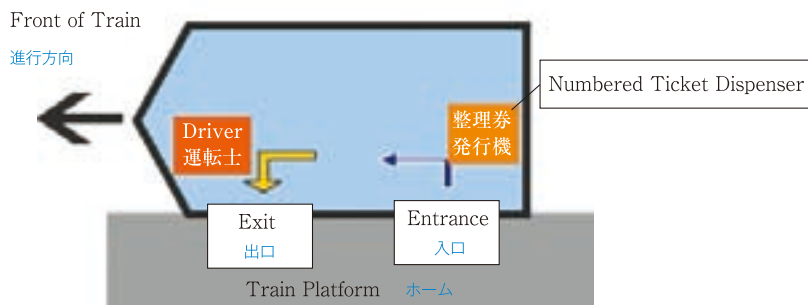 Front of Train
進行方向
Numbered Ticket Dispenser
Driver
運転士
整理券
発行機
Exit
出口
Entrance
入口
Train Platform ホーム